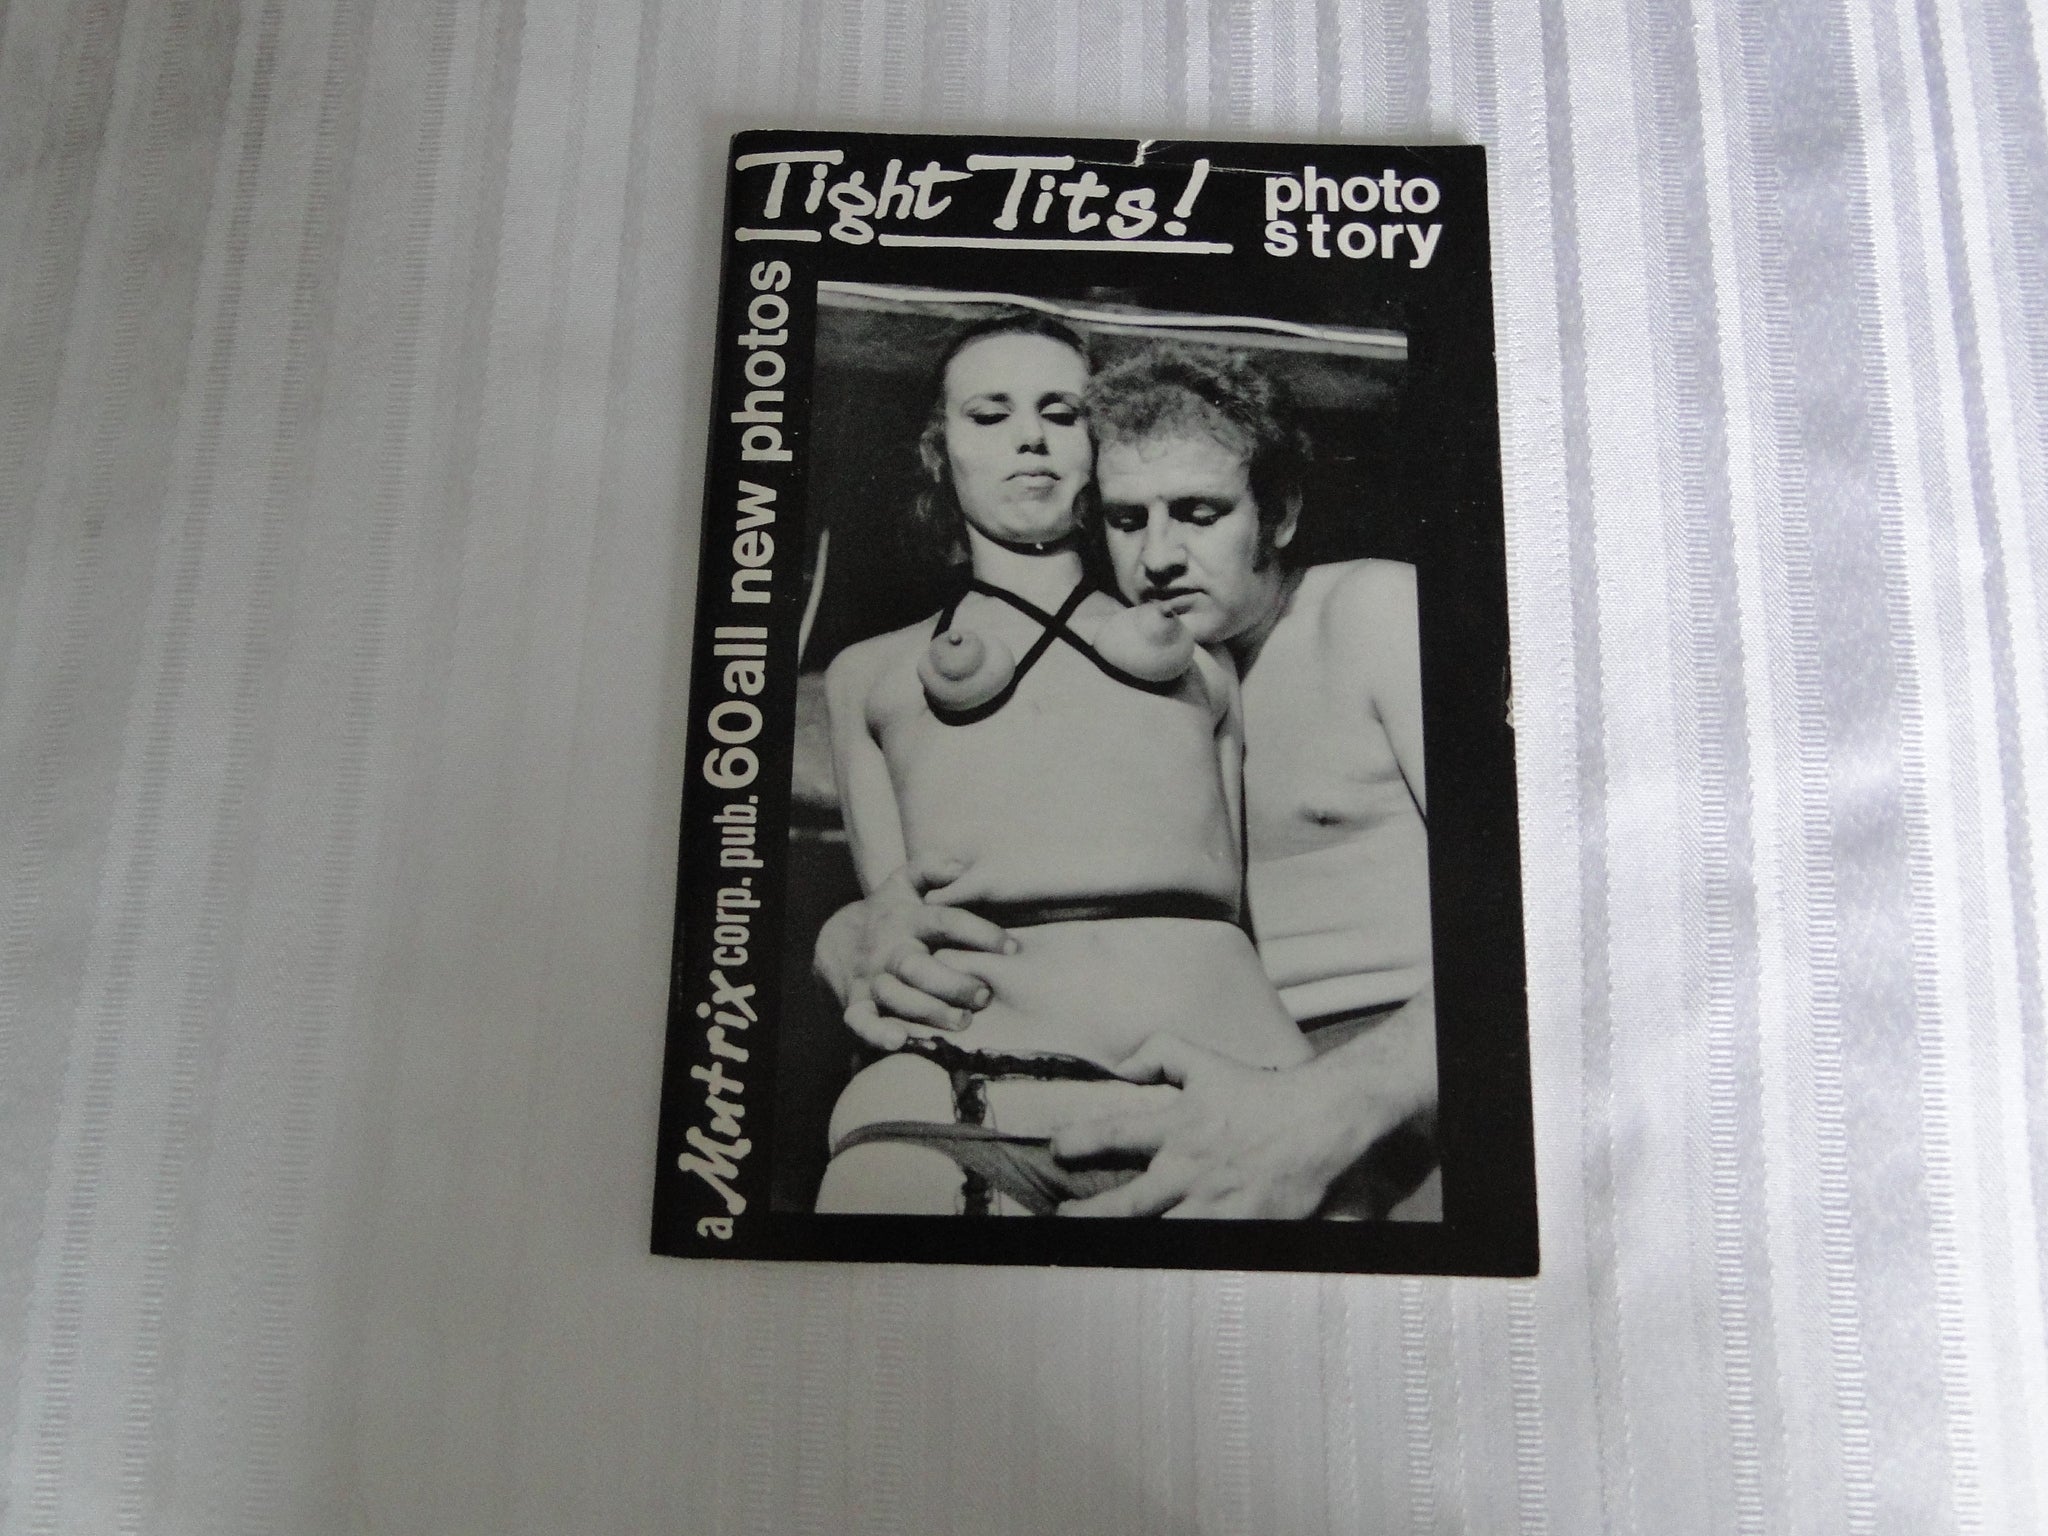 Tight Tits!
photo
story
a Mutrix corp. pub. 60 all new photos